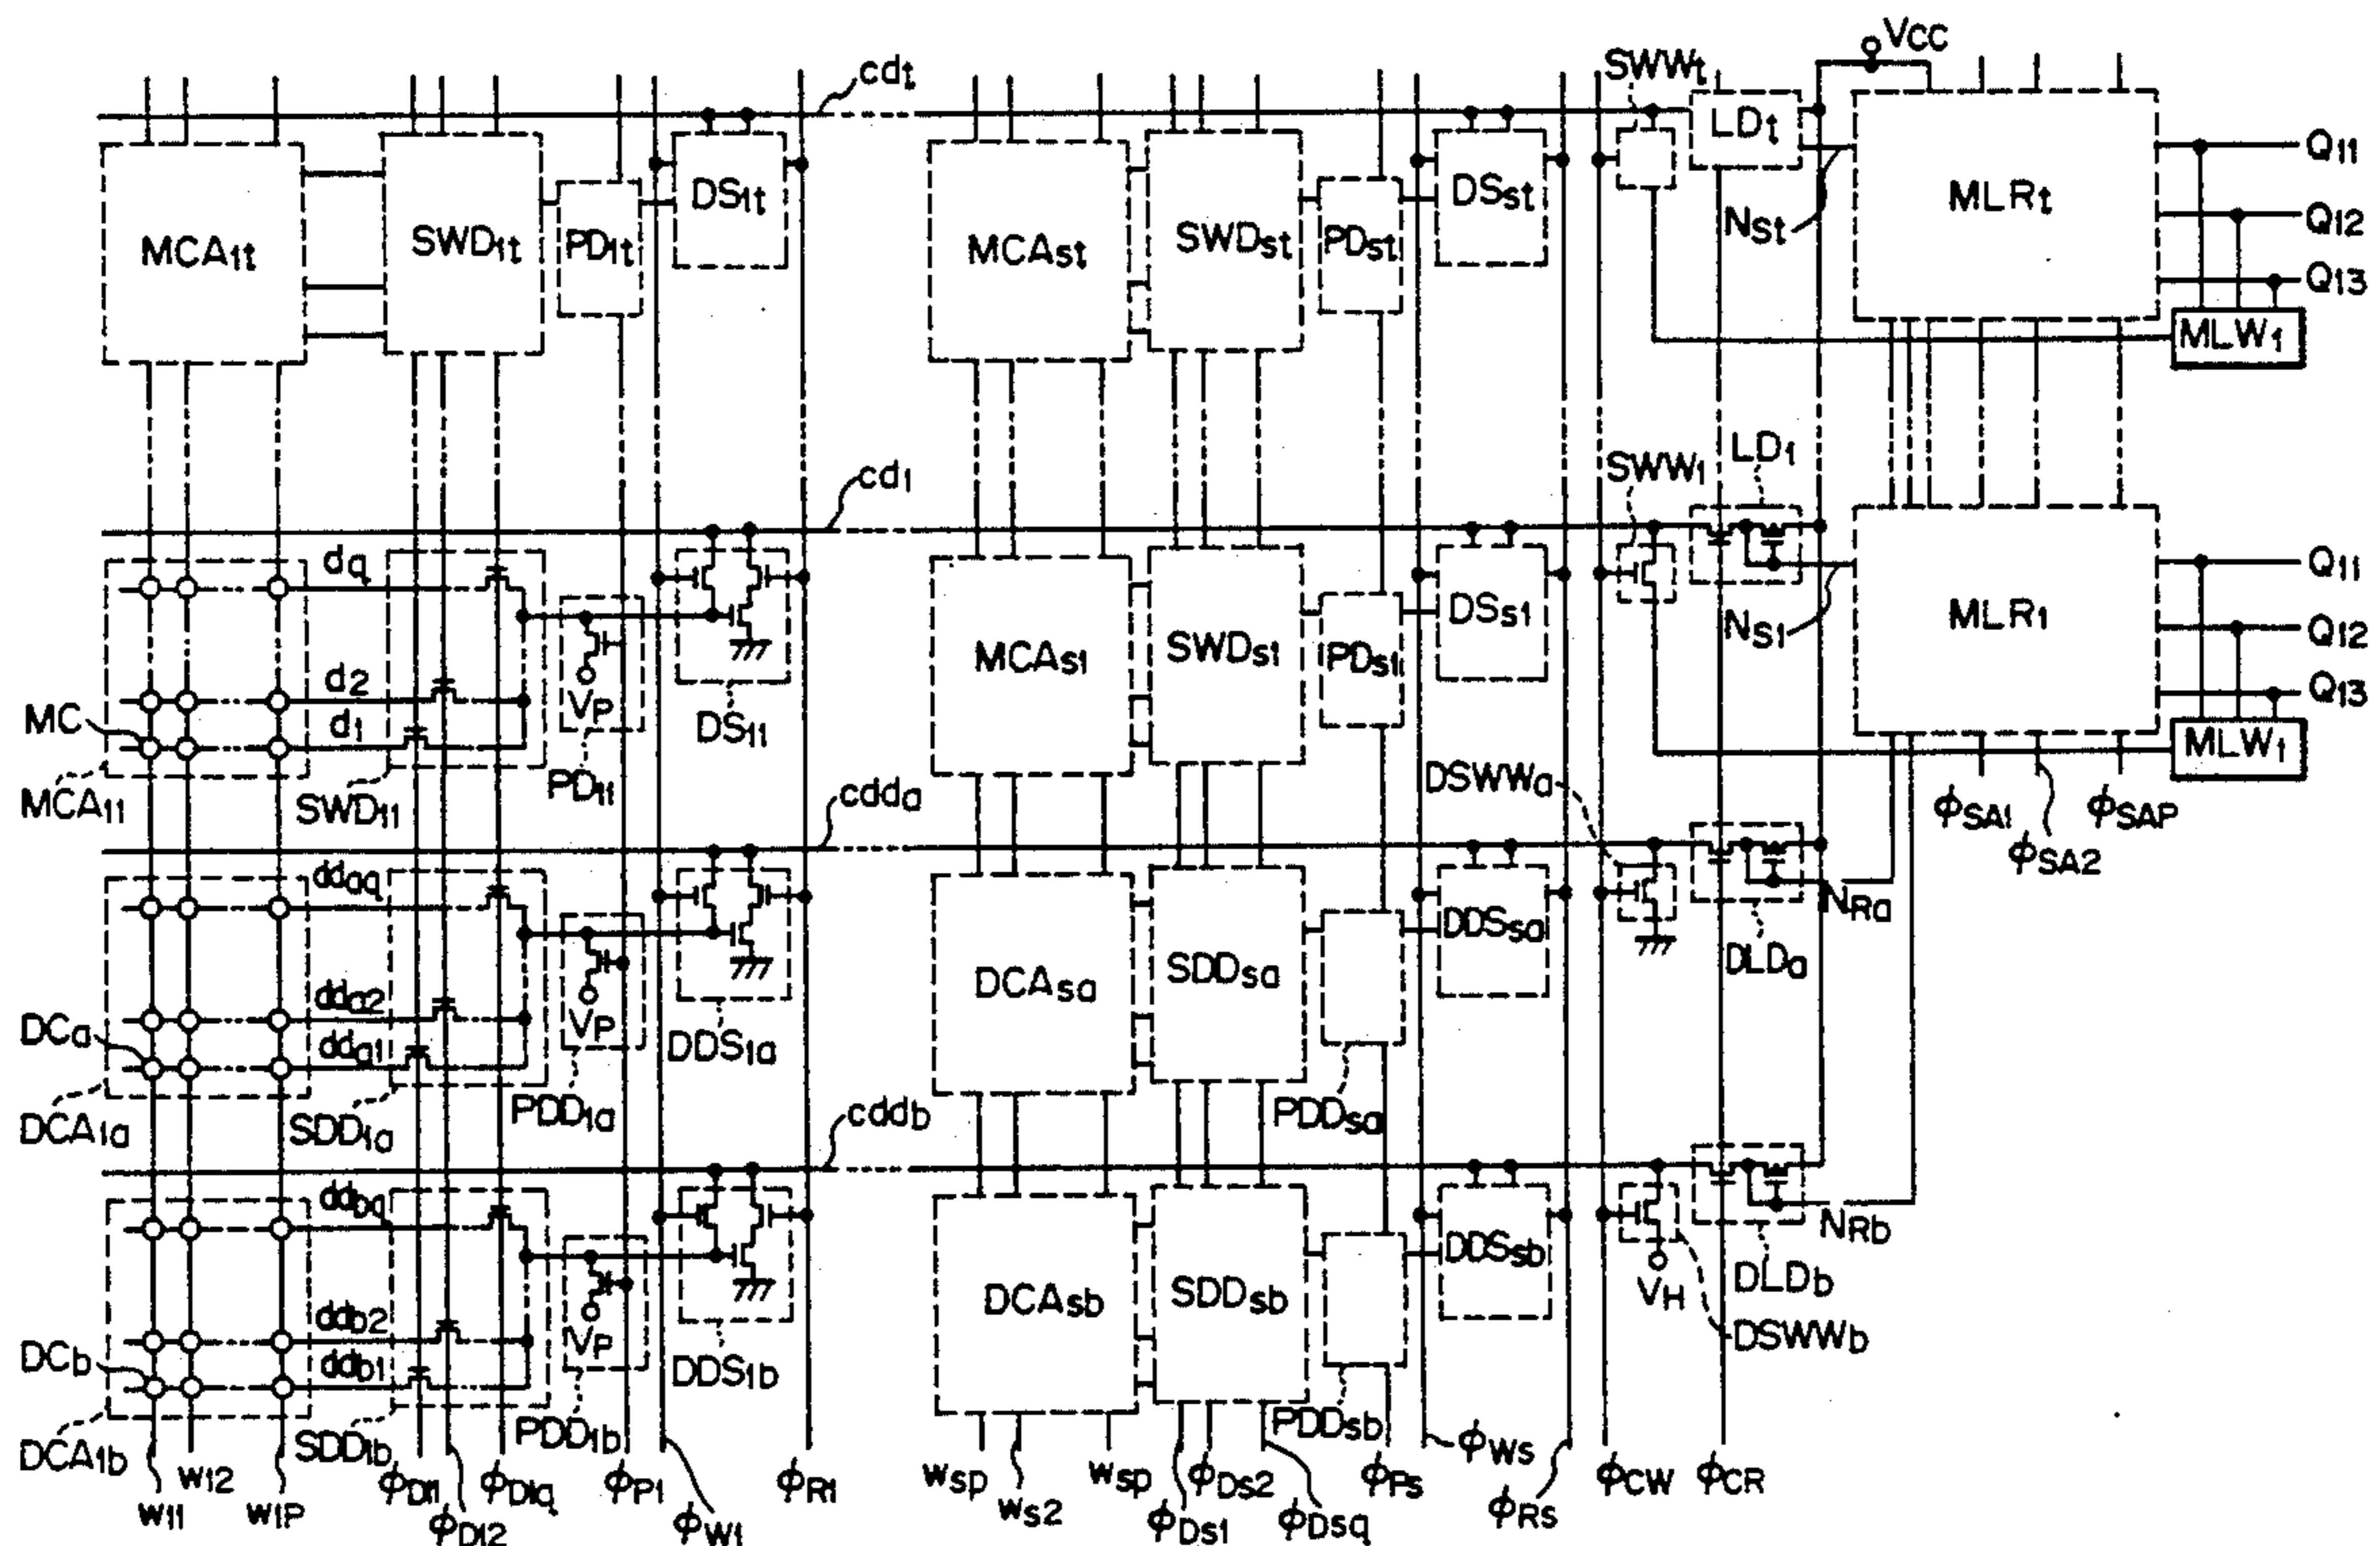 VCC
cdt
SWWt
LDt
Q11
MCA1t
SWD1t
PD1t
DS1t
MCAst
SWDst
PDst
DSst
NSt
MLRt
Q12
Q13
MLW1
cd1
SWW1
LD1
dq
d2
d1
MC
MCA11
SWD11
VP
PD11
DS11
MCAs1
SWDs1
PDs1
DSs1
NS1
MLR1
Q11
Q12
Q13
MLW1
DSWWa
cdda
ϕSA1
ϕSA2
ϕSAP
ddaq
dda2
dda1
DCa
DCA1a
SDD1a
VP
PDD1a
DDS1a
DCAsa
SDDsa
PDDsa
DDSsa
DLDa
NRa
cddb
ddbq
ddb2
ddb1
DCb
DCA1b
SDD1b
VP
PDD1b
DDS1b
DCAsb
SDDsb
PDDsb
DDSsb
VH
DLDb
NRb
DSWWb
w11
w12
w1P
ϕD11
ϕD12
ϕD1q
ϕP1
ϕW1
ϕR1
wsp
ws2
wsp
ϕDs1
ϕDs2
ϕDsq
ϕPs
ϕWs
ϕRs
ϕCW
ϕCR